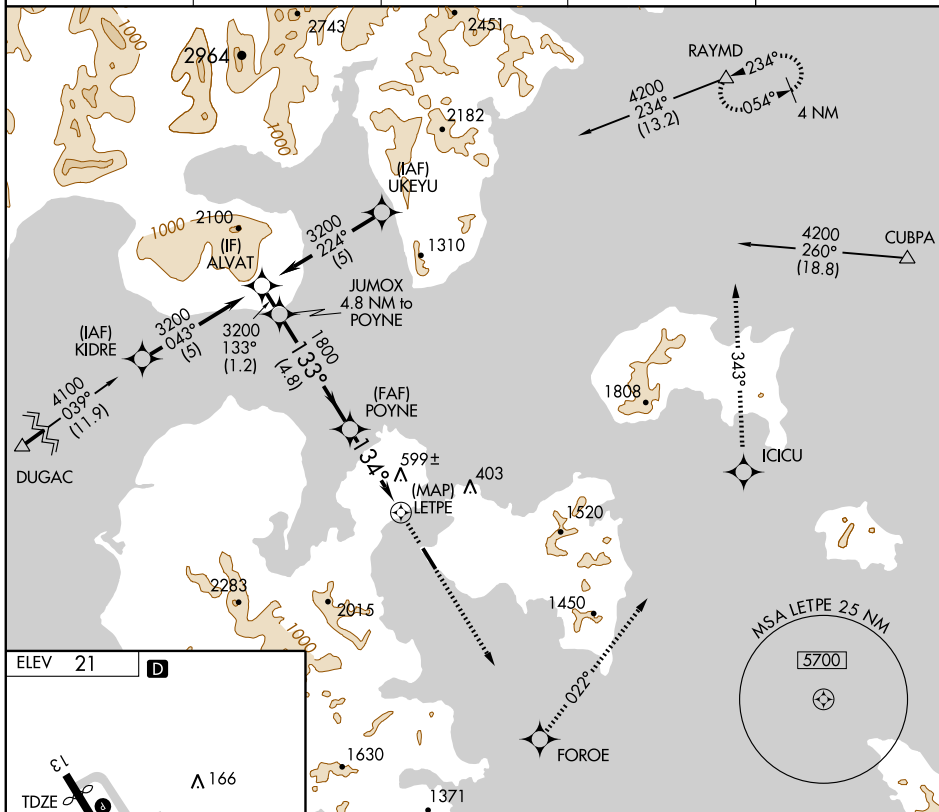 1000
2743
2451
2964
1000
2182
RAYMD
4200
234°
(13.2)
234°
054°
4 NM
(IAF)
UKEYU
3200
224°
(5)
1310
1000
2100
(IF)
ALVAT
4200
260°
(18.8)
CUBPA
JUMOX
4.8 NM to
POYNE
(IAF)
KIDRE
3200
043°
(5)
3200
133°
(1.2)
1800
133°
(4.8)
4100
039°
(11.9)
DUGAC
(FAF)
POYNE
134°
599±
403
(MAP)
LETPE
1808
343°
ICICU
1520
1450
2283
2015
1000
022°
FOROE
MSA LETPE 25 NM
5700
1630
1371
ELEV 21
D
13
166
TDZE